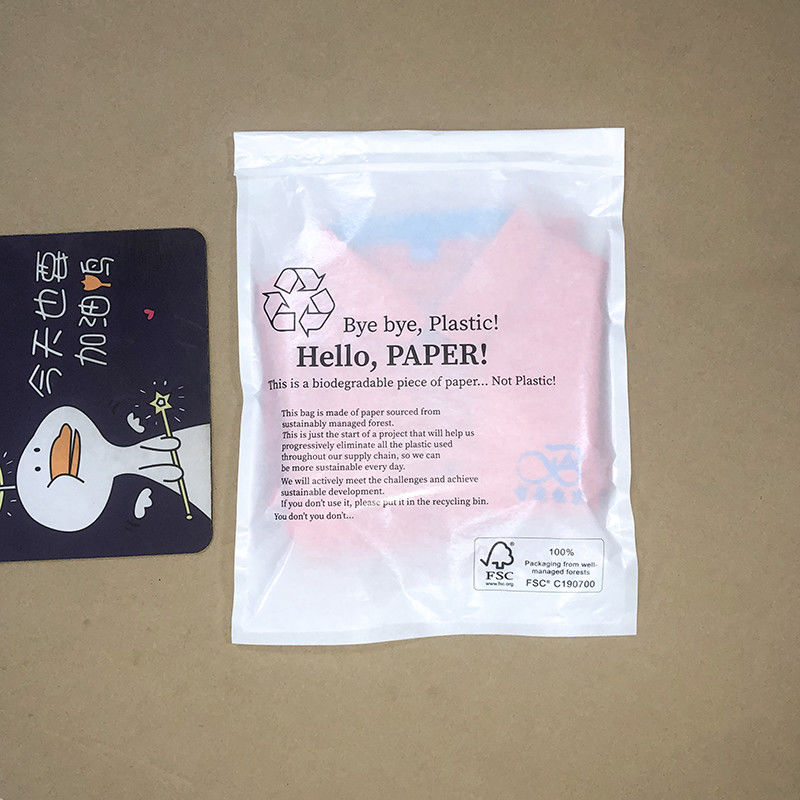 今天也要
加油鸭
Bye bye, Plastic!
Hello, PAPER!
This is a biodegradable piece of paper... Not Plastic!
This bag is made of paper sourced from
sustainably managed forest.
This is just the start of a project that will help us
progressively eliminate all the plastic used
throughout our supply chain, so we can
be more sustainable every day.
We will actively meet the challenges and achieve
sustainable development.
If you don't use it, please put it in the recycling bin.
You don't you don't...
FSC
www.fsc.org
100%
Packaging from well-
managed forests
FSC® C190700